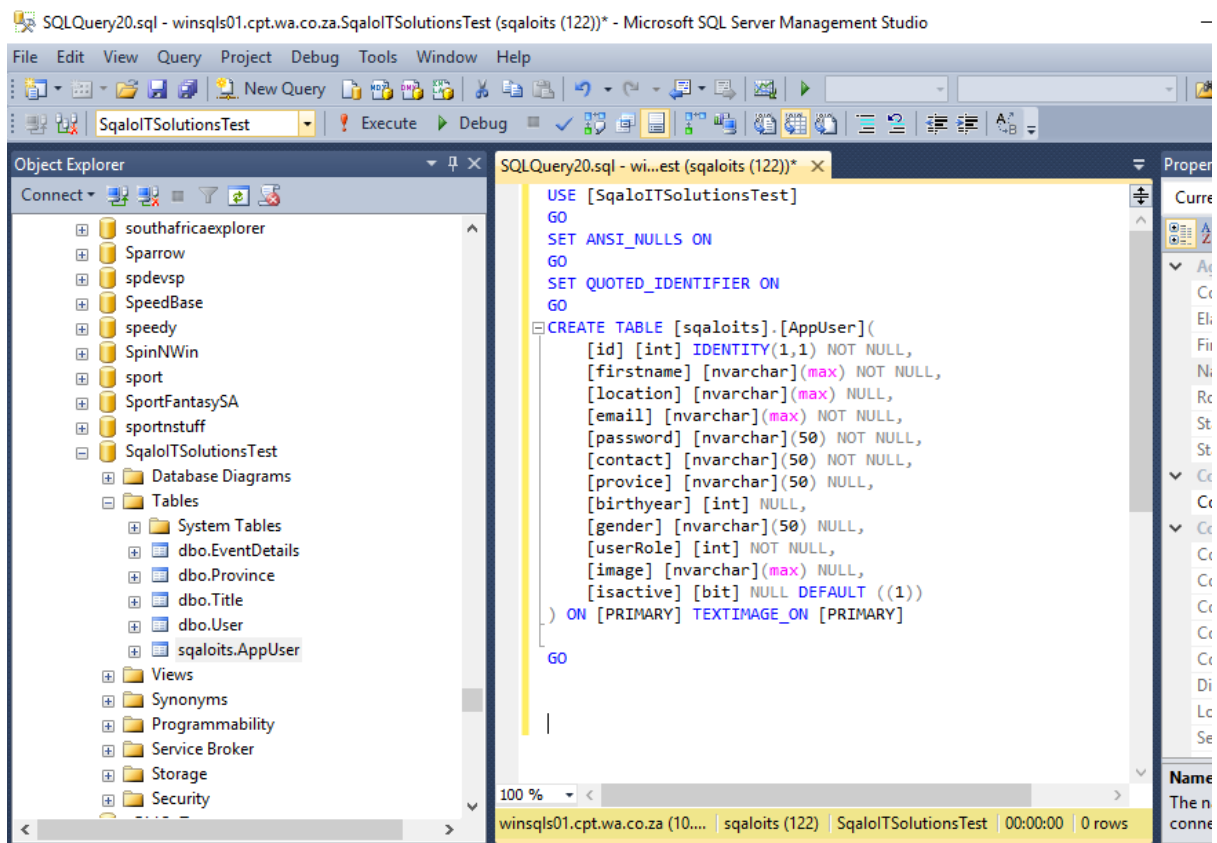 SQLQuery20.sql - winsqls01.cpt.wa.co.za.SqaloITSolutionsTest (sqaloits (122))* - Microsoft SQL Server Management Studio
File Edit View Query Project Debug Tools Window Help
New Query
SqaloITSolutionsTest Execute Debug
Object Explorer
Connect
southafricaexplorer
Sparrow
spdevsp
SpeedBase
speedy
SpinNWin
sport
SportFantasySA
sportnstuff
SqaloITSolutionsTest
Database Diagrams
Tables
System Tables
dbo.EventDetails
dbo.Province
dbo.Title
dbo.User
sqaloits.AppUser
Views
Synonyms
Programmability
Service Broker
Storage
Security
SQLQuery20.sql - wi...est (sqaloits (122))*
USE [SqaloITSolutionsTest]
GO
SET ANSI_NULLS ON
GO
SET QUOTED_IDENTIFIER ON
GO
CREATE TABLE [sqaloits].[AppUser](
[id] [int] IDENTITY(1,1) NOT NULL,
[firstname] [nvarchar](max) NOT NULL,
[location] [nvarchar](max) NULL,
[email] [nvarchar](max) NOT NULL,
[password] [nvarchar](50) NOT NULL,
[contact] [nvarchar](50) NOT NULL,
[provice] [nvarchar](50) NULL,
[birthyear] [int] NULL,
[gender] [nvarchar](50) NULL,
[userRole] [int] NOT NULL,
[image] [nvarchar](max) NULL,
[isactive] [bit] NULL DEFAULT ((1))
) ON [PRIMARY] TEXTIMAGE_ON [PRIMARY]
GO
100 %
winsqls01.cpt.wa.co.za (10.... sqaloits (122) SqaloITSolutionsTest 00:00:00 0 rows
Proper
Curre
Name
The n
conne